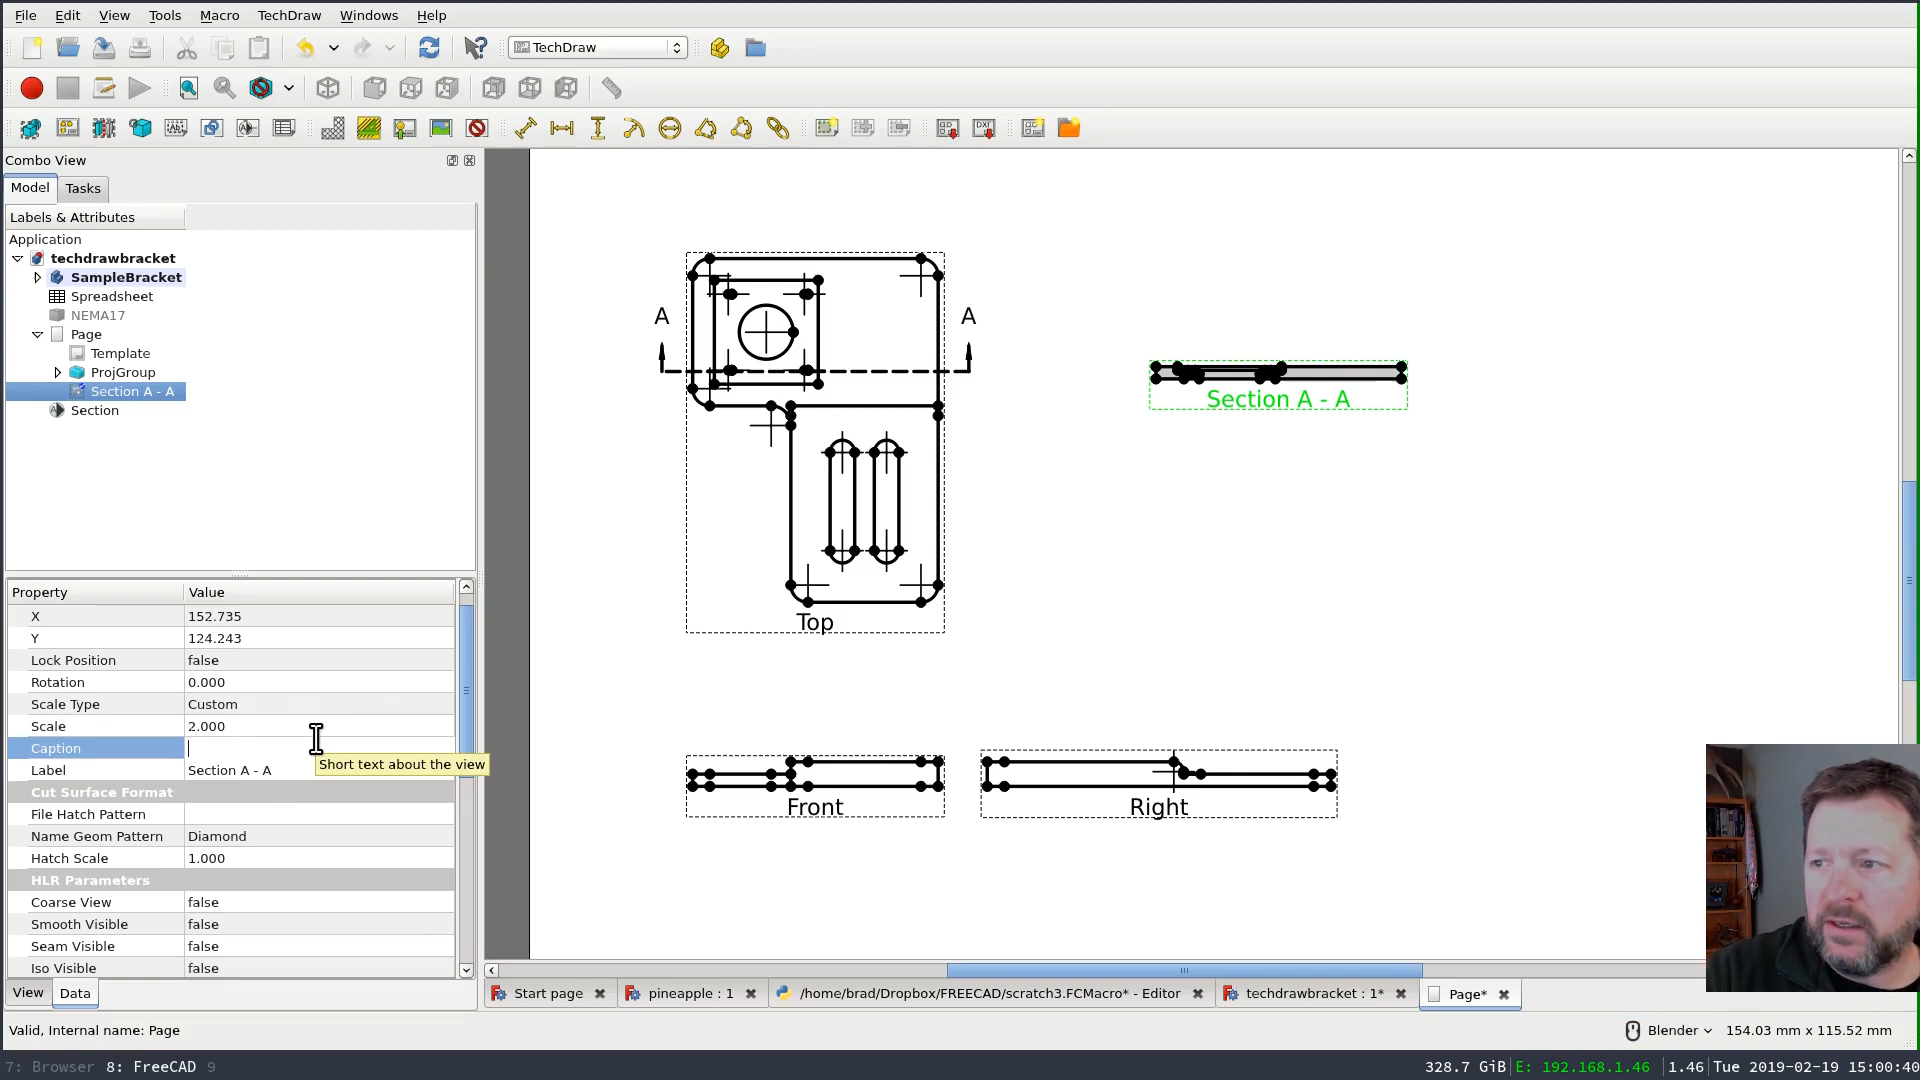 File Edit View Tools Macro TechDraw Windows Help
TechDraw
Combo View
Model Tasks
Labels & Attributes
Application
techdrawbracket
SampleBracket
Spreadsheet
NEMA17
Page
Template
ProjGroup
Section A - A
Section
A A
Section A - A
Top
Front
Right
Property Value
X 152.735
Y 124.243
Lock Position false
Rotation 0.000
Scale Type Custom
Scale 2.000
Caption
Short text about the view
Label Section A - A
Cut Surface Format
File Hatch Pattern
Name Geom Pattern Diamond
Hatch Scale 1.000
HLR Parameters
Coarse View false
Smooth Visible false
Seam Visible false
Iso Visible false
View Data
Start page pineapple : 1 /home/brad/Dropbox/FREECAD/scratch3.FCMacro* - Editor techdrawbracket : 1* Page*
Valid, Internal name: Page
Blender 154.03 mm x 115.52 mm
7: Browser 8: FreeCAD 9
328.7 GiB E: 192.168.1.46 1.46 Tue 2019-02-19 15:00:40